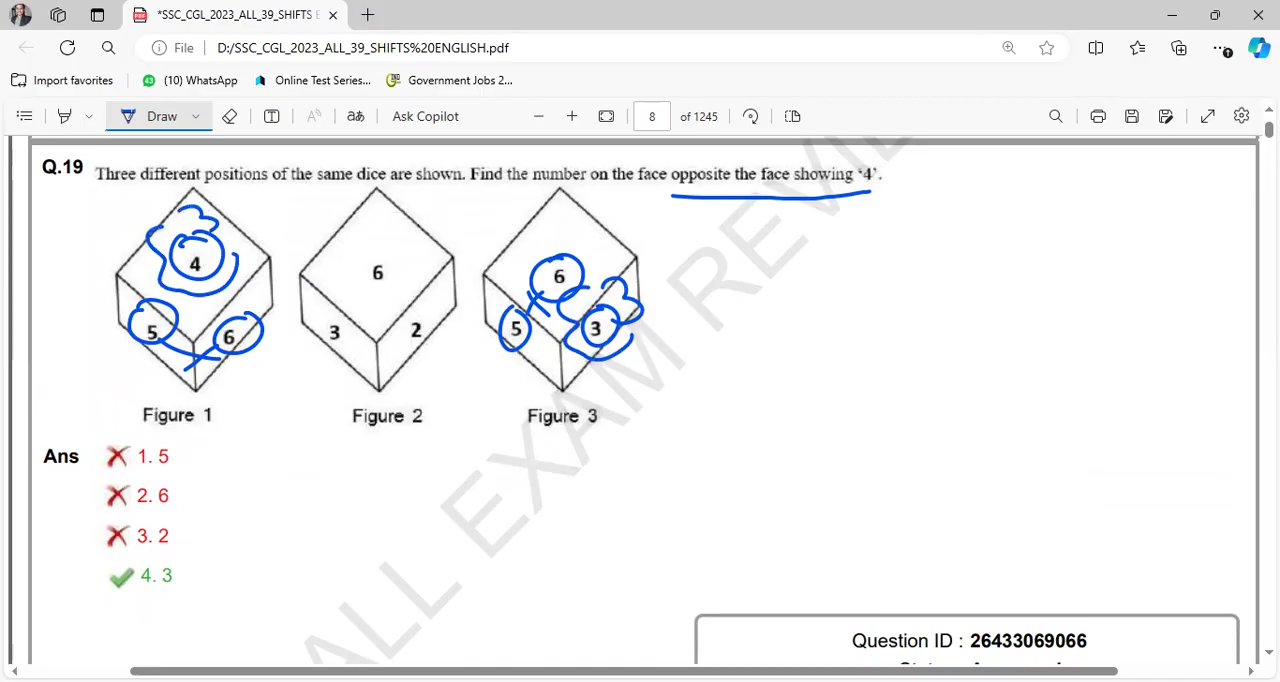 *SSC_CGL_2023_ALL_39_SHIFTS E
File D:/SSC_CGL_2023_ALL_39_SHIFTS%20ENGLISH.pdf
Import favorites (10) WhatsApp Online Test Series... Government Jobs 2...
Draw aあ Ask Copilot 8 of 1245
Q.19 Three different positions of the same dice are shown. Find the number on the face opposite the face showing ‘4’.
4 6 6
5 6 3 2 5 3
Figure 1 Figure 2 Figure 3
Ans 1. 5
2. 6
3. 2
4. 3
ALL EXAM REVIE
Question ID : 26433069066